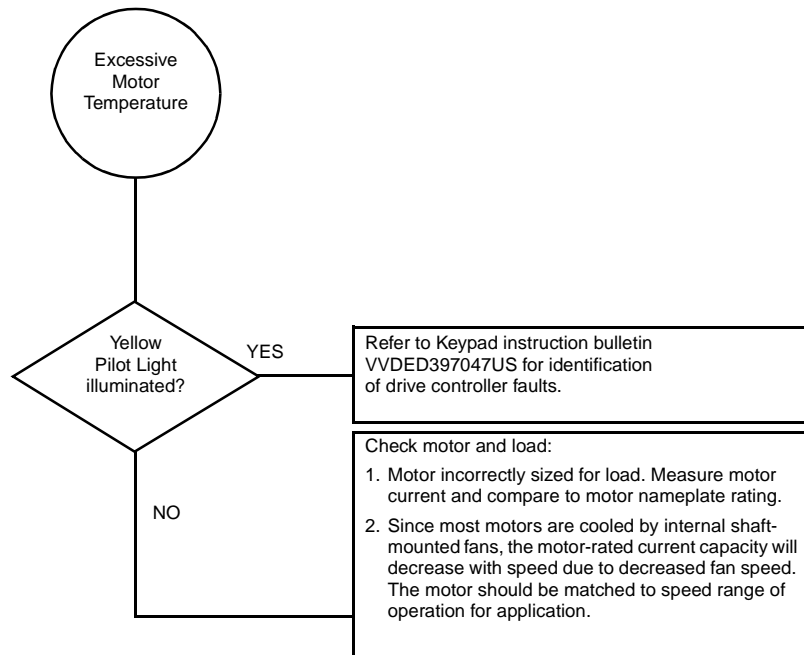 Excessive
Motor
Temperature
Yellow
Pilot Light
illuminated?
YES
Refer to Keypad instruction bulletin
VVDED397047US for identification
of drive controller faults.
NO
Check motor and load:
1. Motor incorrectly sized for load. Measure motor
current and compare to motor nameplate rating.
2. Since most motors are cooled by internal shaft-
mounted fans, the motor-rated current capacity will
decrease with speed due to decreased fan speed.
The motor should be matched to speed range of
operation for application.